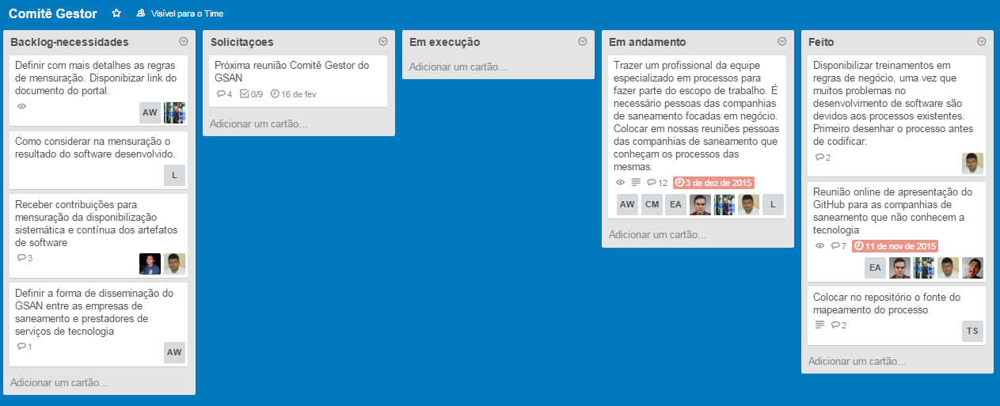 Comitê Gestor
Visível para o Time
Backlog-necessidades
Definir com mais detalhes as regras
de mensuração. Disponibizar link do
documento do portal.
AW
Como considerar na mensuração o
resultado do software desenvolvido.
L
Receber contribuições para
mensuração da disponibilização
sistemática e contínua dos artefatos
de software
3
Definir a forma de disseminação do
GSAN entre as empresas de
saneamento e prestadores de
serviços de tecnologia
1
AW
Adicionar um cartão...
Solicitaçoes
Próxima reunião Comitê Gestor do
GSAN
4 0/9 16 de fev
Adicionar um cartão...
Em execução
Adicionar um cartão...
Em andamento
Trazer um profissional da equipe
especializado em processos para
fazer parte do escopo de trabalho. É
necessário pessoas das companhias
de saneamento focadas em negócio.
Colocar em nossas reuniões pessoas
das companhias de saneamento que
conheçam os processos das
mesmas.
12 3 de dez de 2015
AW CM EA L
Adicionar um cartão...
Feito
Disponibilizar treinamentos em
regras de negócio, uma vez que
muitos problemas no
desenvolvimento de software são
devidos aos processos existentes.
Primeiro desenhar o processo antes
de codificar.
2
Reunião online de apresentação do
GitHub para as companhias de
saneamento que não conhecem a
tecnologia
7 11 de nov de 2015
EA
Colocar no repositório o fonte do
mapeamento do processo
2
TS
Adicionar um cartão...